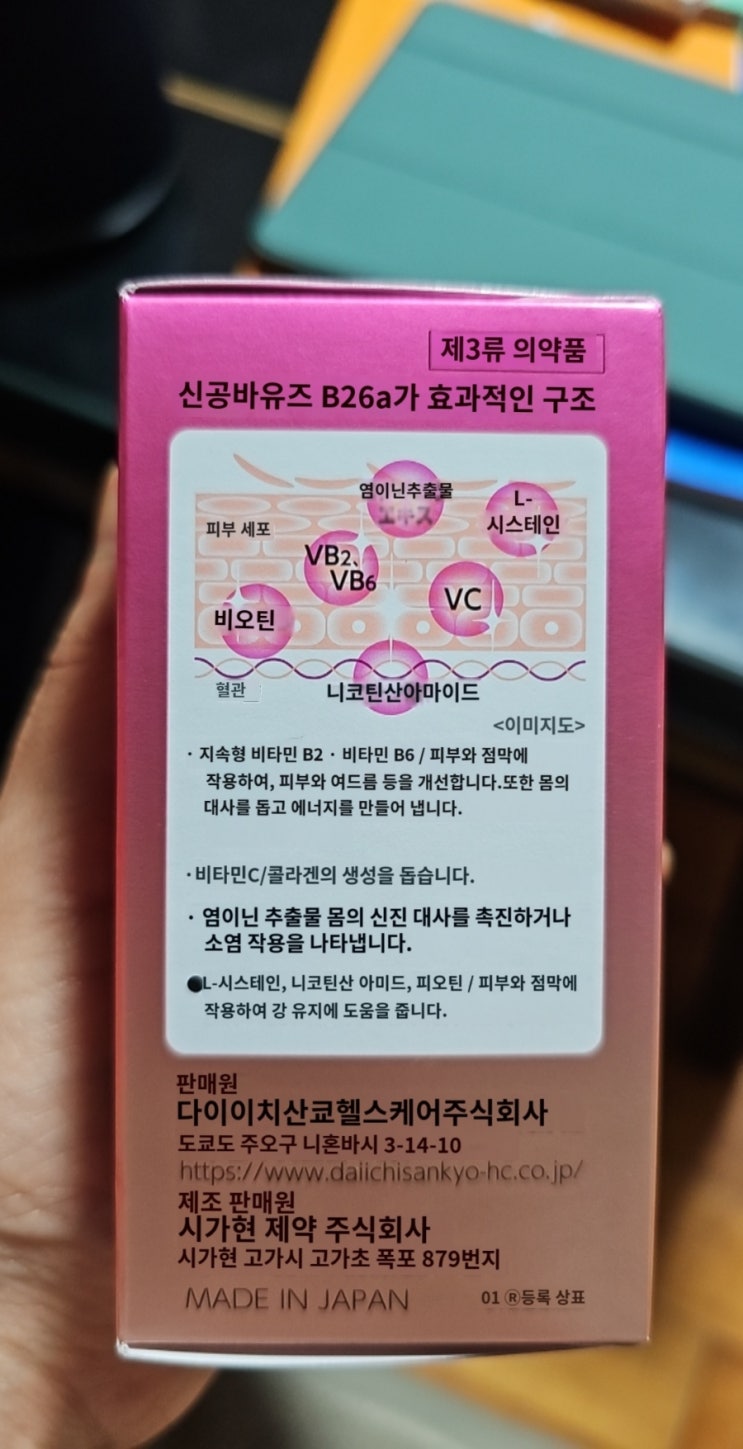 제3류 의약품
신공바유즈 B26a가 효과적인 구조
염이닌추출물
エキス
L-
시스테인
피부 세포
VB2、
VB6
VC
비오틴
혈관
니코틴산아마이드
<이미지도>
· 지속형 비타민 B2 · 비타민 B6 / 피부와 점막에
작용하여, 피부와 여드름 등을 개선합니다.또한 몸의
대사를 돕고 에너지를 만들어 냅니다.
· 비타민C/콜라겐의 생성을 돕습니다.
· 염이닌 추출물 몸의 신진 대사를 촉진하거나
소염 작용을 나타냅니다.
●L-시스테인, 니코틴산 아미드, 피오틴 / 피부와 점막에
작용하여 강 유지에 도움을 줍니다.
판매원
다이이치산쿄헬스케어주식회사
도쿄도 주오구 니혼바시 3-14-10
https://www.daiichisankyo-hc.co.jp/
제조 판매원
시가현 제약 주식회사
시가현 고가시 고가초 폭포 879번지
MADE IN JAPAN
01 ®등록 상표